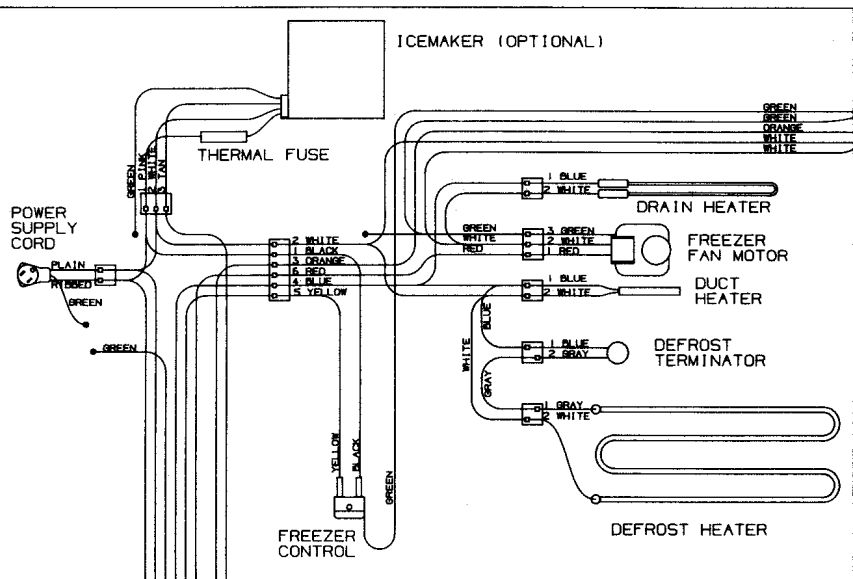 ICEMAKER (OPTIONAL)
GREEN
GREEN
ORANGE
WHITE
WHITE
THERMAL FUSE
GREEN
1 PINK
2 WHITE
3 TAN
1 BLUE
2 WHITE
DRAIN HEATER
POWER
SUPPLY
CORD
PLAIN
RIBBED
GREEN
GREEN
2 WHITE
1 BLACK
3 ORANGE
6 RED
4 BLUE
5 YELLOW
GREEN
WHITE
RED
3 GREEN
2 WHITE
1 RED
FREEZER
FAN MOTOR
1 BLUE
2 WHITE
DUCT
HEATER
BLUE
WHITE
GRAY
1 BLUE
2 GRAY
DEFROST
TERMINATOR
1 GRAY
2 WHITE
DEFROST HEATER
YELLOW
BLACK
GREEN
FREEZER
CONTROL